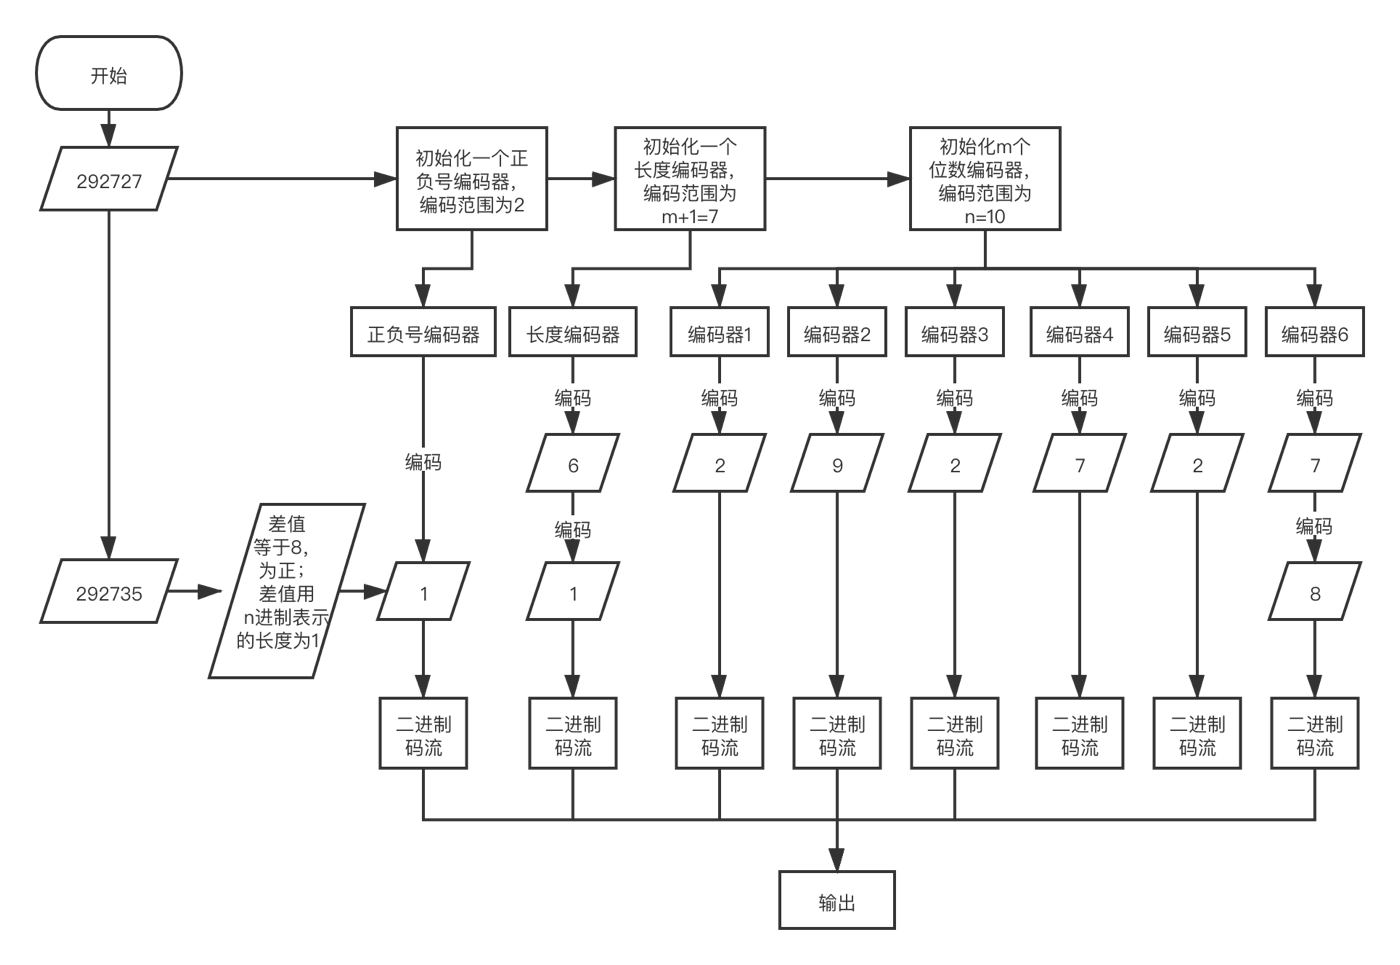 开始
292727
初始化一个正
负号编码器，
编码范围为2
初始化一个
长度编码器，
编码范围为
m+1=7
初始化m个
位数编码器，
编码范围为
n=10
正负号编码器
长度编码器
编码器1
编码器2
编码器3
编码器4
编码器5
编码器6
编码
编码
编码
编码
编码
编码
编码
编码
6
2
9
2
7
2
7
编码
编码
292735
差值
等于8，
为正；
差值用
n进制表示
的长度为1
1
1
8
二进制
码流
二进制
码流
二进制
码流
二进制
码流
二进制
码流
二进制
码流
二进制
码流
二进制
码流
输出